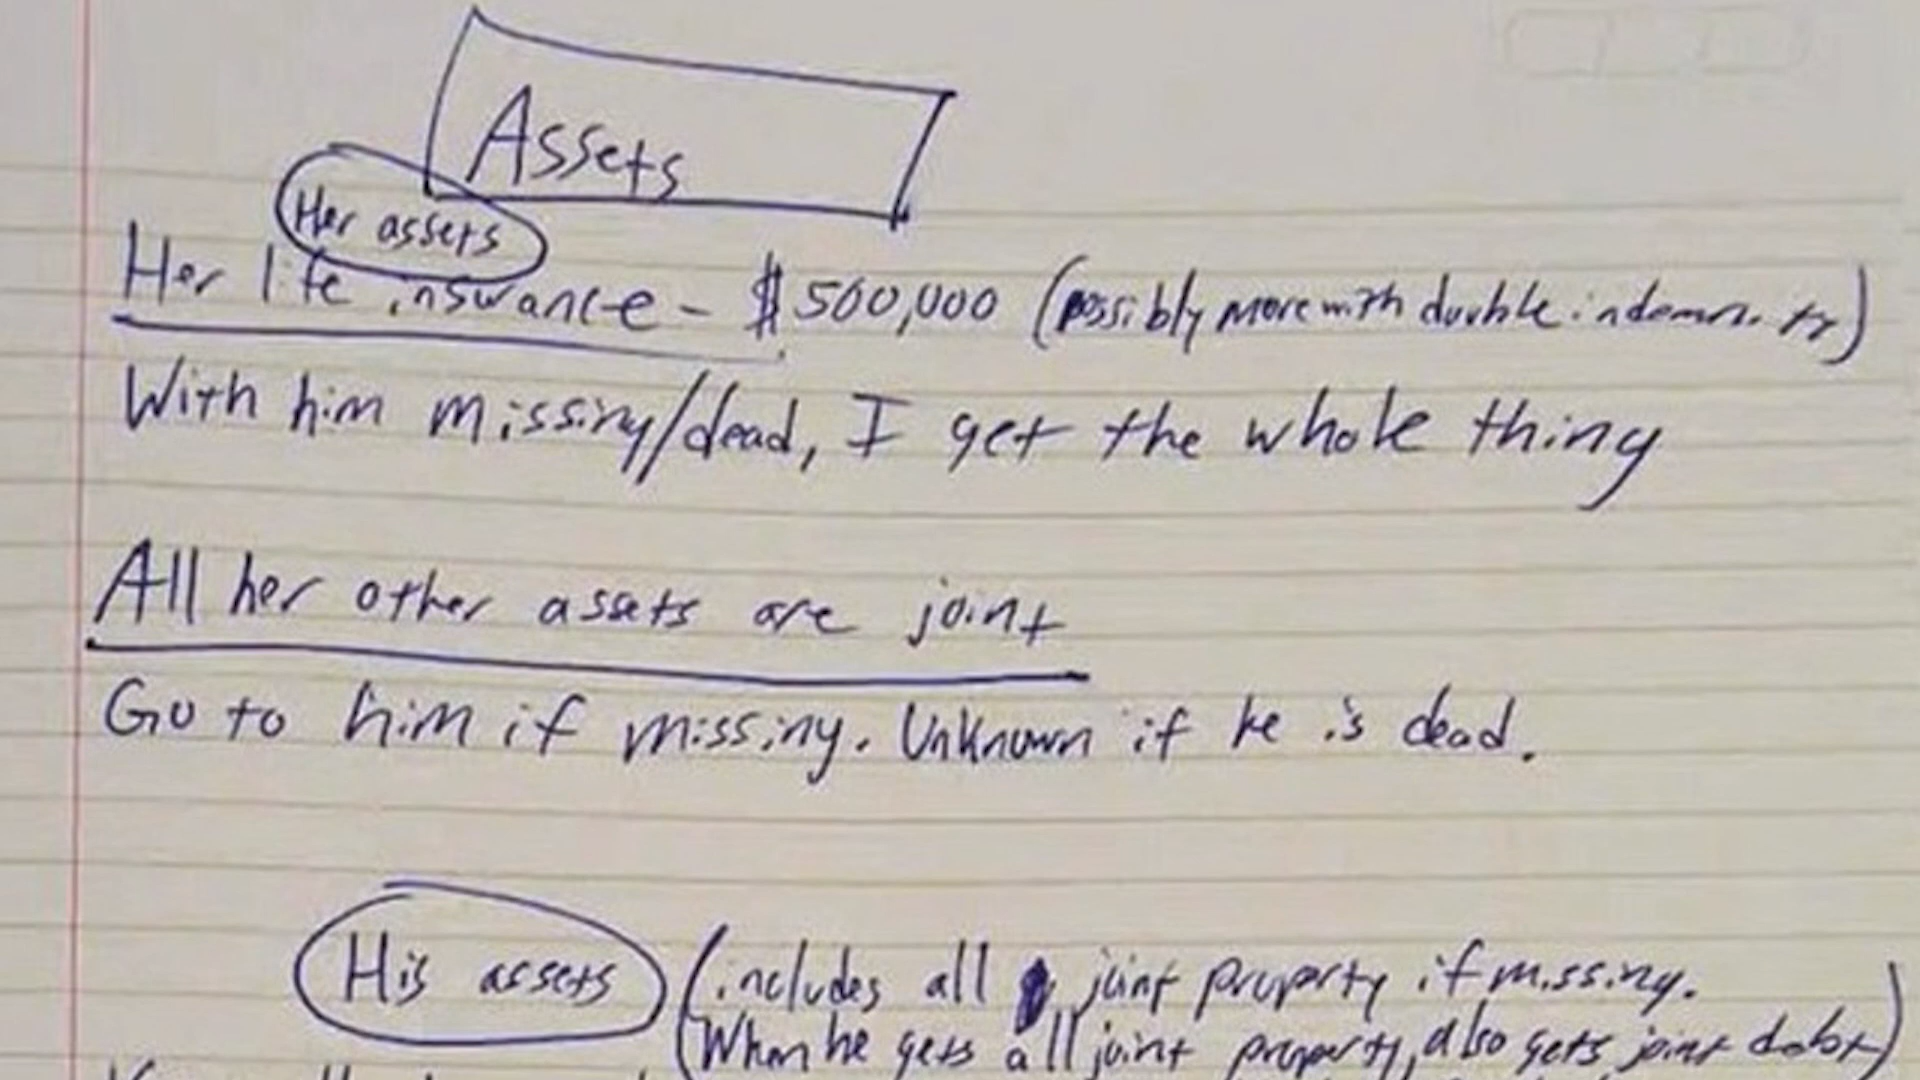 Assets
Her assets
Her life insurance - $500,000 (possibly more with double indemnity)
With him missing/dead, I get the whole thing
All her other assets are joint
Go to him if missing. Unknown if he is dead.
His assets (includes all joint property if missing.
When he gets all joint property, also gets joint debt)